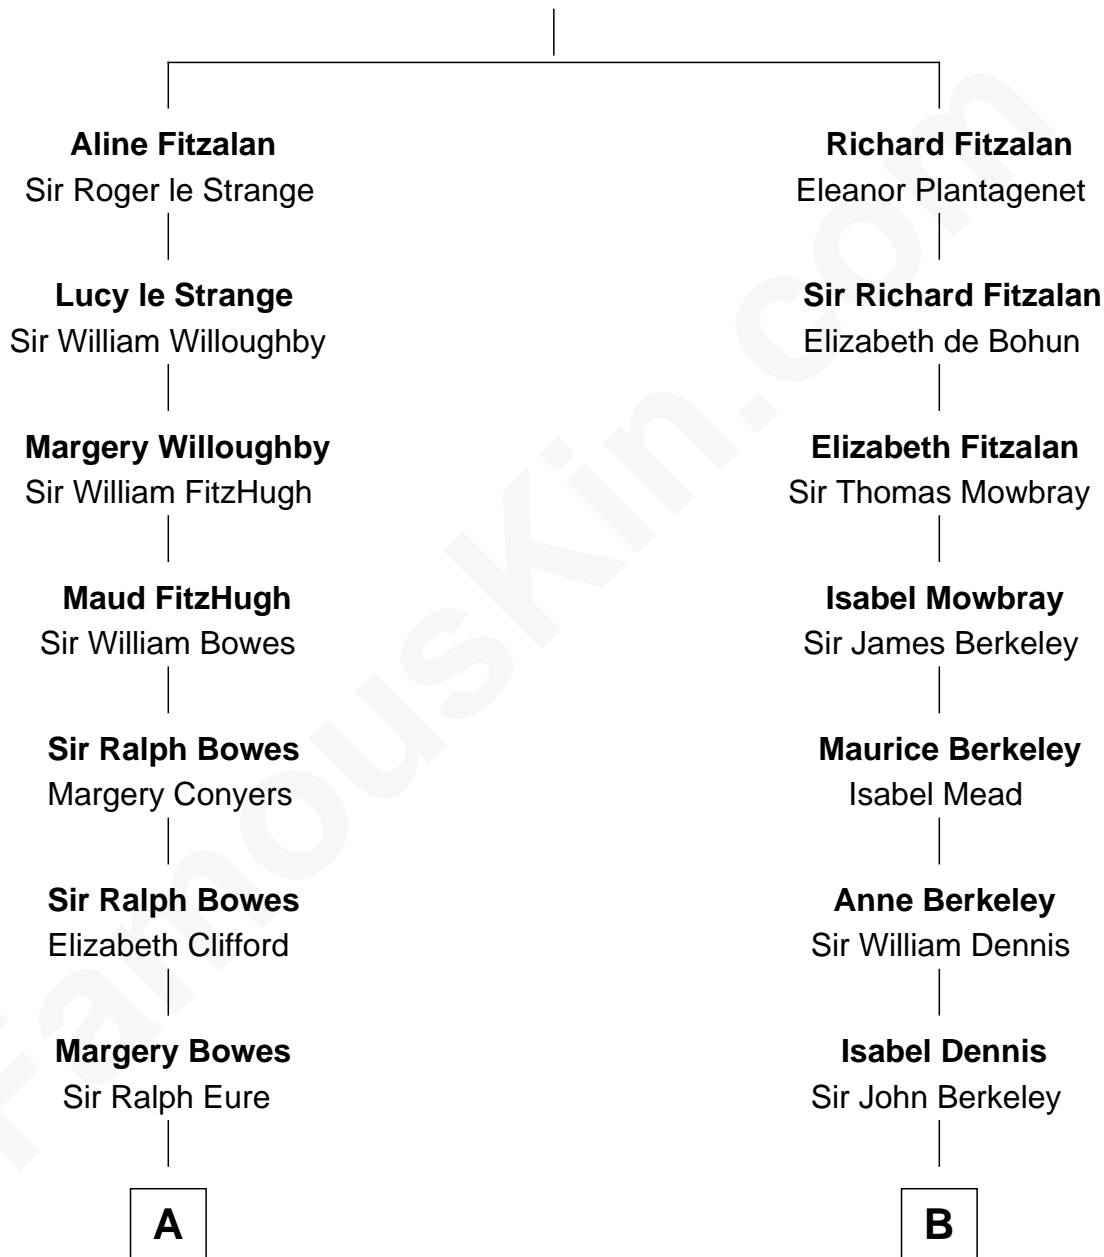 Aline Fitzalan
Sir Roger le Strange
Lucy le Strange
Sir William Willoughby
Margery Willoughby
Sir William FitzHugh
Maud FitzHugh
Sir William Bowes
Sir Ralph Bowes
Margery Conyers
Sir Ralph Bowes
Elizabeth Clifford
Margery Bowes
Sir Ralph Eure
A
Richard Fitzalan
Eleanor Plantagenet
Sir Richard Fitzalan
Elizabeth de Bohun
Elizabeth Fitzalan
Sir Thomas Mowbray
Isabel Mowbray
Sir James Berkeley
Maurice Berkeley
Isabel Mead
Anne Berkeley
Sir William Dennis
Isabel Dennis
Sir John Berkeley
B
FamousKin.com